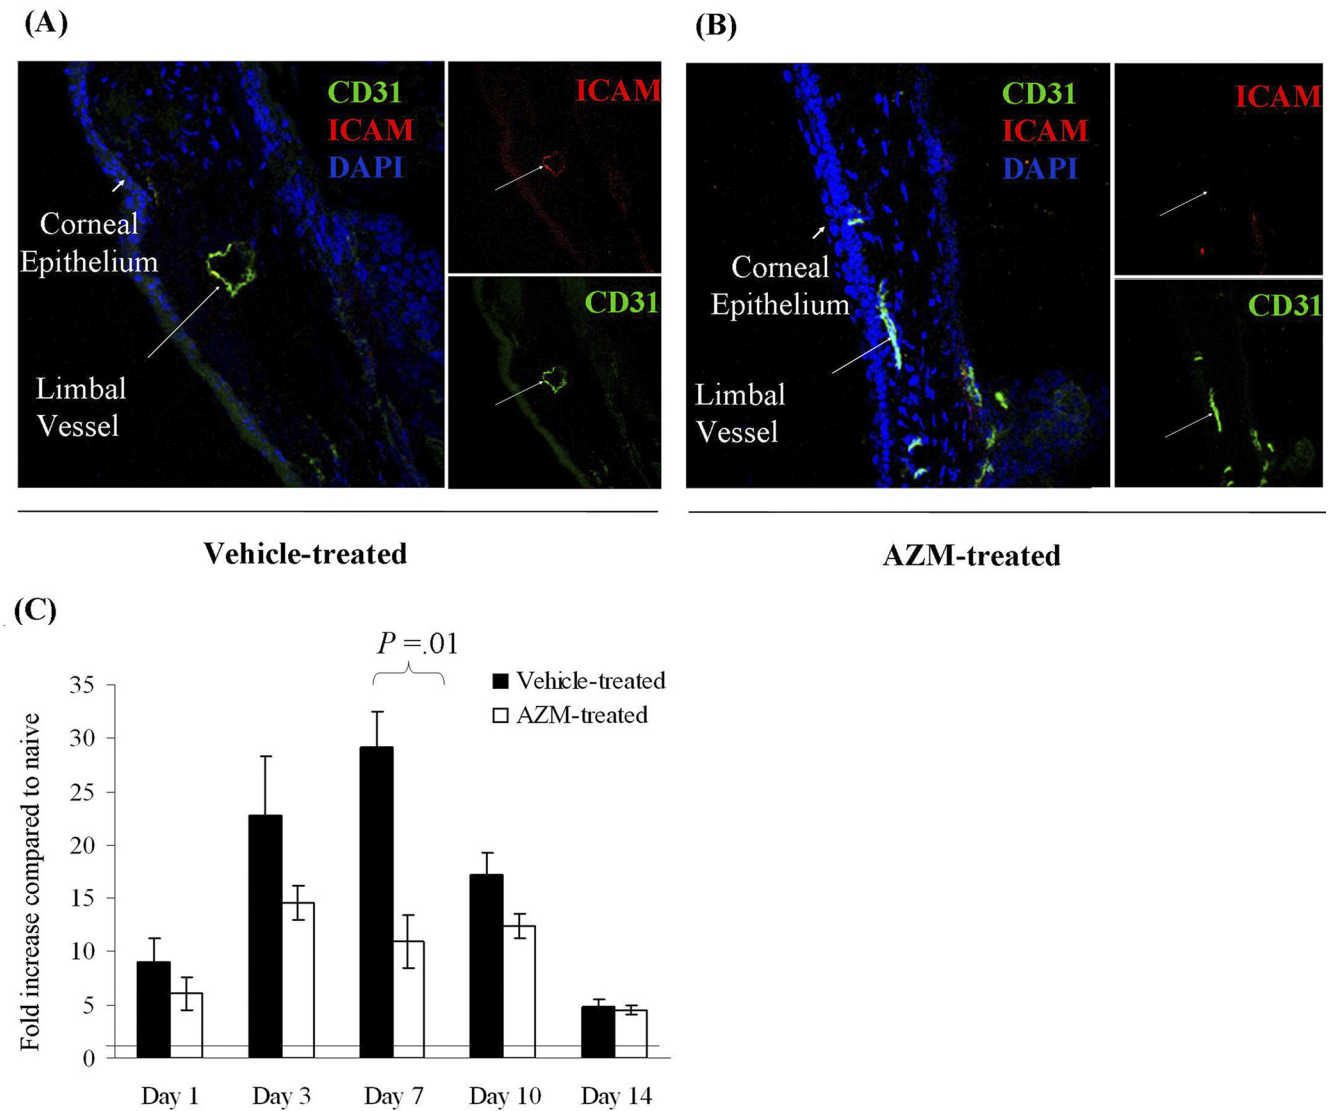 (A)
CD31
ICAM
DAPI
Corneal
Epithelium
Limbal
Vessel
ICAM
CD31
Vehicle-treated
(B)
CD31
ICAM
DAPI
Corneal
Epithelium
Limbal
Vessel
ICAM
CD31
AZM-treated
(C)
P =.01
Vehicle-treated
AZM-treated
Fold increase compared to naive
35
30
25
20
15
10
5
0
Day 1 Day 3 Day 7 Day 10 Day 14